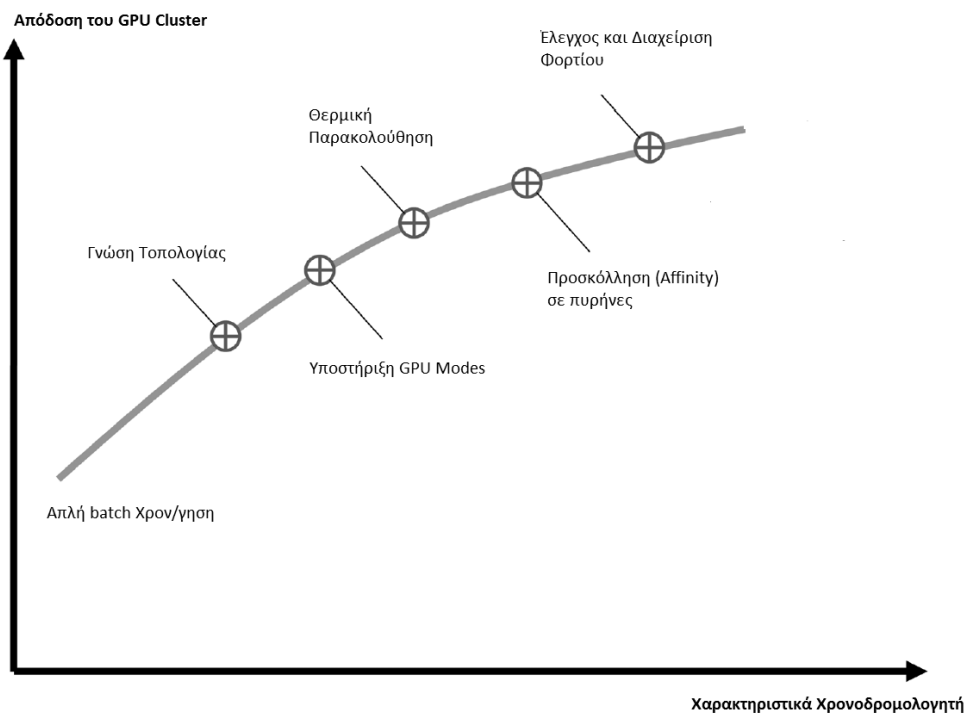 Απόδοση του GPU Cluster
Έλεγχος και Διαχείριση
Φορτίου
Θερμική
Παρακολούθηση
Γνώση Τοπολογίας
Προσκόλληση (Affinity)
σε πυρήνες
Υποστήριξη GPU Modes
Απλή batch Χρον/γηση
Χαρακτηριστικά Χρονοδρομολογητή